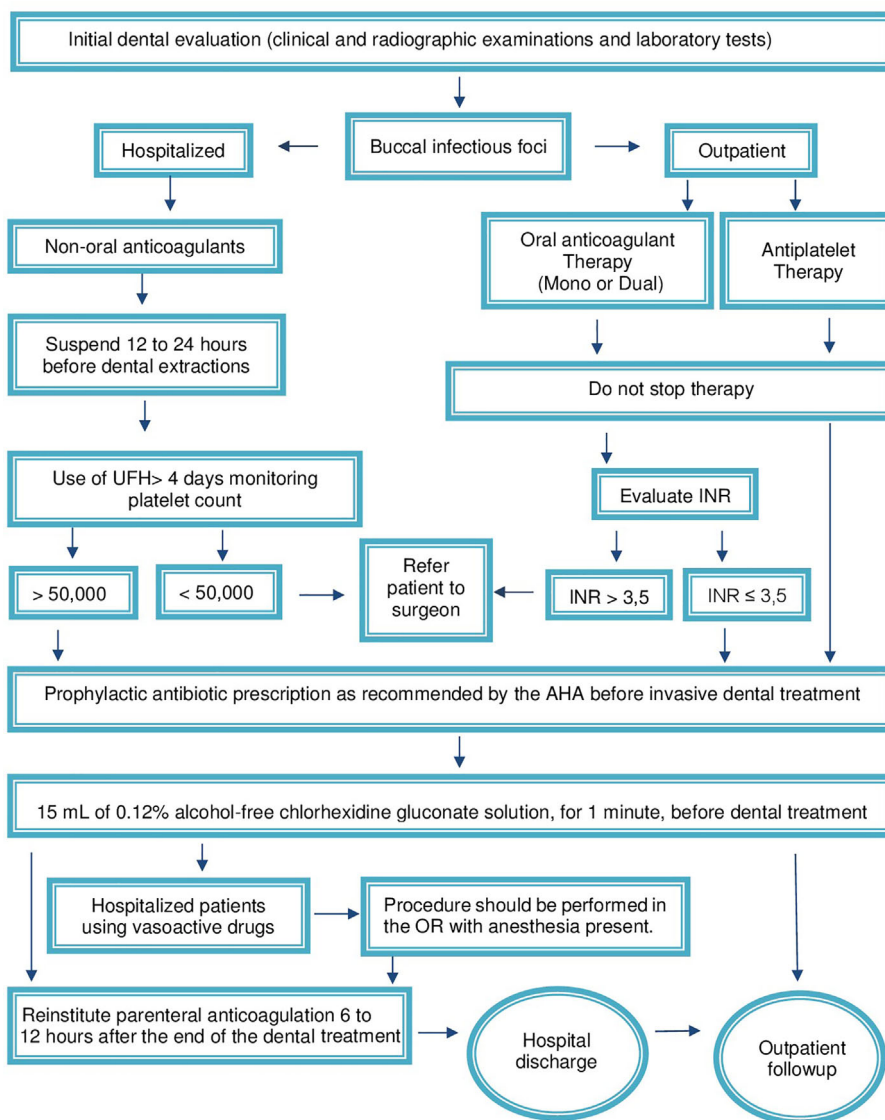 Initial dental evaluation (clinical and radiographic examinations and laboratory tests)
Hospitalized
Buccal infectious foci
Outpatient
Non-oral anticoagulants
Oral anticoagulant
Therapy
(Mono or Dual)
Antiplatelet
Therapy
Suspend 12 to 24 hours
before dental extractions
Do not stop therapy
Use of UFH> 4 days monitoring
platelet count
Evaluate INR
> 50,000
< 50,000
Refer
patient to
surgeon
INR > 3,5
INR ≤ 3,5
Prophylactic antibiotic prescription as recommended by the AHA before invasive dental treatment
15 mL of 0.12% alcohol-free chlorhexidine gluconate solution, for 1 minute, before dental treatment
Hospitalized patients
using vasoactive drugs
Procedure should be performed in
the OR with anesthesia present.
Reinstitute parenteral anticoagulation 6 to
12 hours after the end of the dental treatment
Hospital
discharge
Outpatient
followup